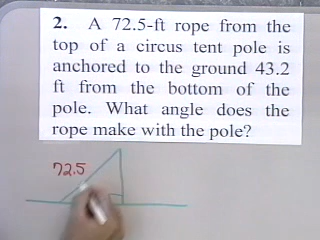 2. A 72.5-ft rope from the
top of a circus tent pole is
anchored to the ground 43.2
ft from the bottom of the
pole. What angle does the
rope make with the pole?
72.5